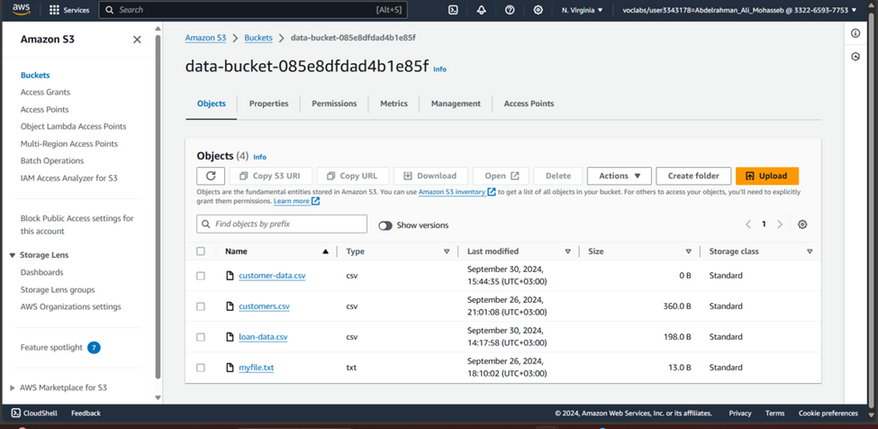 aws
Services
Search
[Alt+S]
N. Virginia
voclabs/user3343178=Abdelrahman_Ali_Mohasseb @ 3322-6593-7753
Amazon S3
Buckets
Access Grants
Access Points
Object Lambda Access Points
Multi-Region Access Points
Batch Operations
IAM Access Analyzer for S3
Block Public Access settings for
this account
Storage Lens
Dashboards
Storage Lens groups
AWS Organizations settings
Feature spotlight 7
AWS Marketplace for S3
Amazon S3 > Buckets > data-bucket-085e8dfdad4b1e85f
data-bucket-085e8dfdad4b1e85f Info
Objects Properties Permissions Metrics Management Access Points
Objects (4) Info
Copy S3 URI Copy URL Download Open Delete Actions Create folder Upload
Objects are the fundamental entities stored in Amazon S3. You can use Amazon S3 inventory to get a list of all objects in your bucket. For others to access your objects, you'll need to explicitly
grant them permissions. Learn more
Find objects by prefix
Show versions
1
Name Type Last modified Size Storage class
customer-data.csv csv September 30, 2024, 0 B Standard
15:44:35 (UTC+03:00)
customers.csv csv September 26, 2024, 360.0 B Standard
21:01:08 (UTC+03:00)
loan-data.csv csv September 30, 2024, 198.0 B Standard
14:17:58 (UTC+03:00)
myfile.txt txt September 26, 2024, 13.0 B Standard
18:10:02 (UTC+03:00)
CloudShell Feedback
© 2024, Amazon Web Services, Inc. or its affiliates. Privacy Terms Cookie preferences